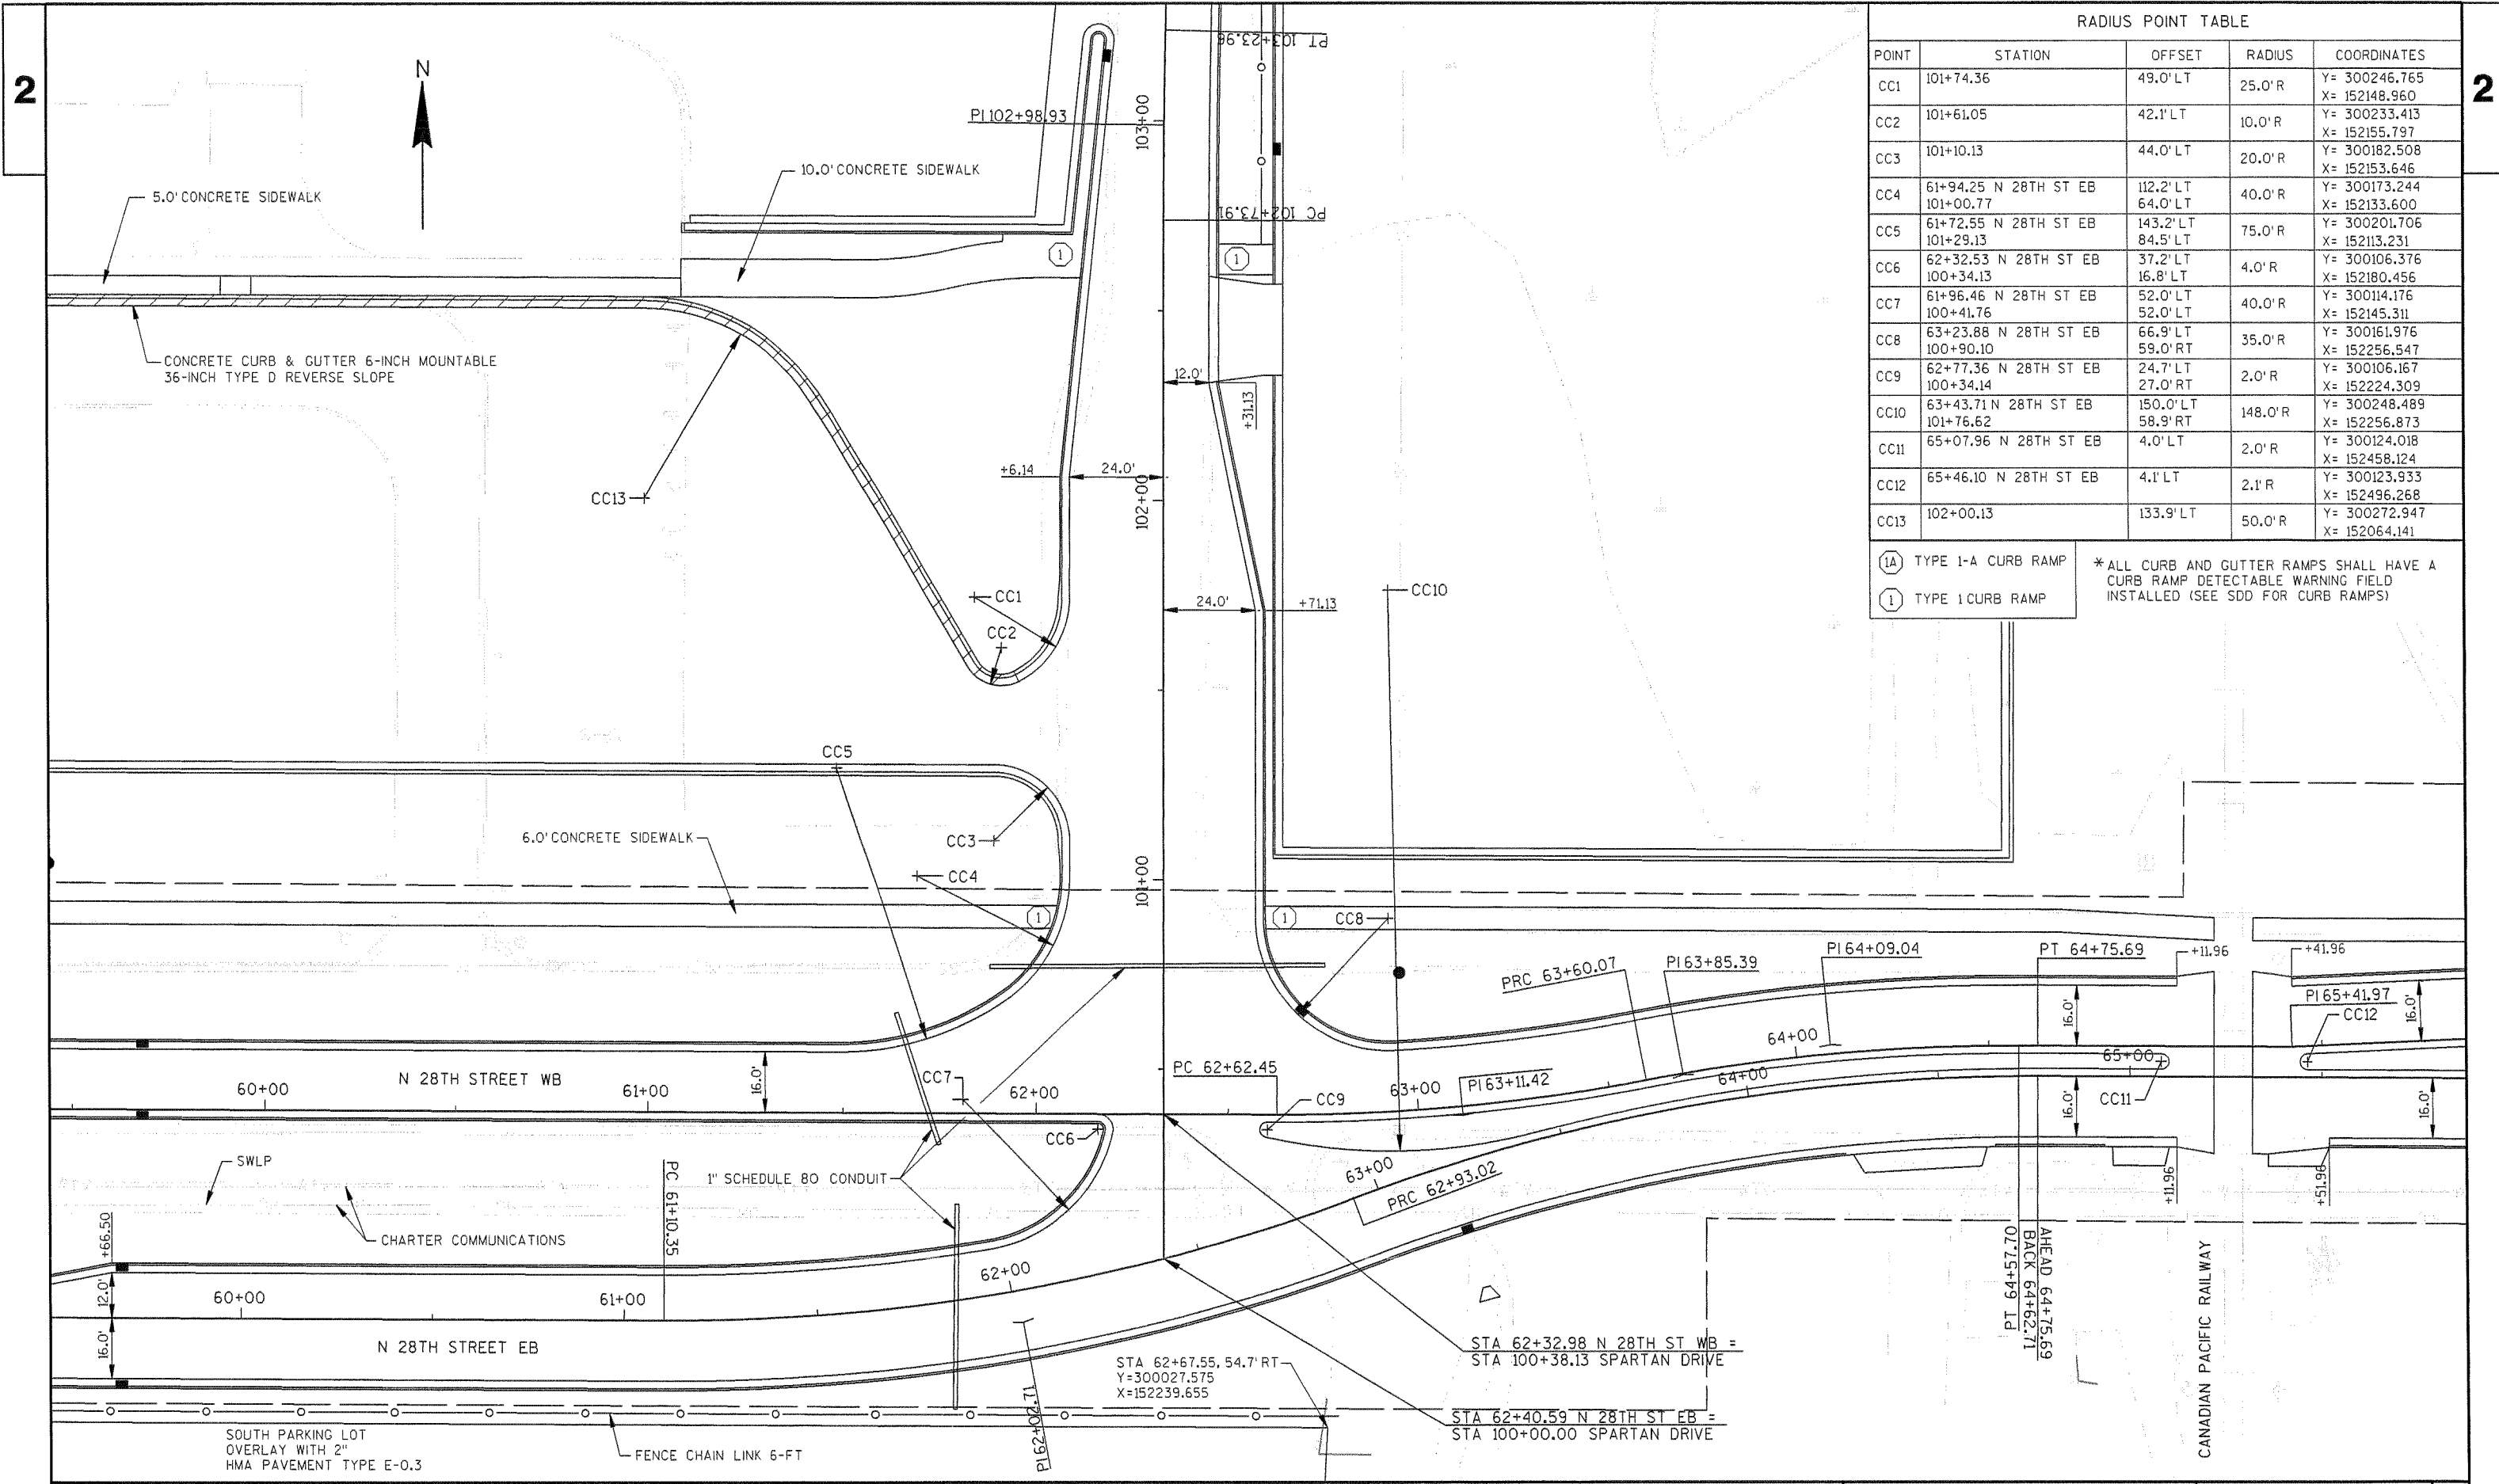 2
2
RADIUS POINT TABLE
POINT STATION OFFSET RADIUS COORDINATES
CC1 101+74.36 49.0' LT 25.0' R Y= 300246.765
X= 152148.960
CC2 101+61.05 42.1' LT 10.0' R Y= 300233.413
X= 152155.797
CC3 101+10.13 44.0' LT 20.0' R Y= 300182.508
X= 152153.646
CC4 61+94.25 N 28TH ST EB 112.2' LT 40.0' R Y= 300173.244
101+00.77 64.0' LT X= 152133.600
CC5 61+72.55 N 28TH ST EB 143.2' LT 75.0' R Y= 300201.706
101+29.13 84.5' LT X= 152113.231
CC6 62+32.53 N 28TH ST EB 37.2' LT 4.0' R Y= 300106.376
100+34.13 16.8' LT X= 152180.456
CC7 61+96.46 N 28TH ST EB 52.0' LT 40.0' R Y= 300114.176
100+41.76 52.0' LT X= 152145.311
CC8 63+23.88 N 28TH ST EB 66.9' LT 35.0' R Y= 300161.976
100+90.10 59.0' RT X= 152256.547
CC9 62+77.36 N 28TH ST EB 24.7' LT 2.0' R Y= 300106.167
100+34.14 27.0' RT X= 152224.309
CC10 63+43.71 N 28TH ST EB 150.0' LT 148.0' R Y= 300248.489
101+76.62 58.9' RT X= 152256.873
CC11 65+07.96 N 28TH ST EB 4.0' LT 2.0' R Y= 300124.018
X= 152458.124
CC12 65+46.10 N 28TH ST EB 4.1' LT 2.1' R Y= 300123.933
X= 152496.268
CC13 102+00.13 133.9' LT 50.0' R Y= 300272.947
X= 152064.141
1A TYPE 1-A CURB RAMP
1 TYPE 1 CURB RAMP
*ALL CURB AND GUTTER RAMPS SHALL HAVE A
CURB RAMP DETECTABLE WARNING FIELD
INSTALLED (SEE SDD FOR CURB RAMPS)
N
PT 103+23.96
PI 102+98.93
103+00
10.0' CONCRETE SIDEWALK
5.0' CONCRETE SIDEWALK
PC 102+73.91
1
1
CONCRETE CURB & GUTTER 6-INCH MOUNTABLE
36-INCH TYPE D REVERSE SLOPE
12.0'
+31.13
+6.14
24.0'
CC13
102+00
CC1
24.0'
+71.13
CC10
CC2
CC5
6.0' CONCRETE SIDEWALK
CC3
CC4
101+00
1
1
CC8
PI 64+09.04
PT 64+75.69
+11.96
+41.96
PRC 63+60.07
PI 63+85.39
PI 65+41.97
CC12
16.0'
16.0'
64+00
65+00
N 28TH STREET WB
60+00
61+00
16.0'
CC7
62+00
PC 62+62.45
63+00
PI 63+11.42
64+00
CC9
CC11
16.0'
16.0'
CC6
SWLP
PC 61+10.35
1" SCHEDULE 80 CONDUIT
63+00
PRC 62+93.02
+11.96
+51.96
+66.50
CHARTER COMMUNICATIONS
12.0'
60+00
61+00
62+00
PT 64+57.70
BACK 64+62.71
AHEAD 64+75.69
CANADIAN PACIFIC RAILWAY
16.0'
N 28TH STREET EB
STA 62+32.98 N 28TH ST WB =
STA 100+38.13 SPARTAN DRIVE
STA 62+67.55, 54.7' RT
Y=300027.575
X=152239.655
PI 62+02.71
STA 62+40.59 N 28TH ST EB =
STA 100+00.00 SPARTAN DRIVE
SOUTH PARKING LOT
OVERLAY WITH 2"
HMA PAVEMENT TYPE E-0.3
FENCE CHAIN LINK 6-FT